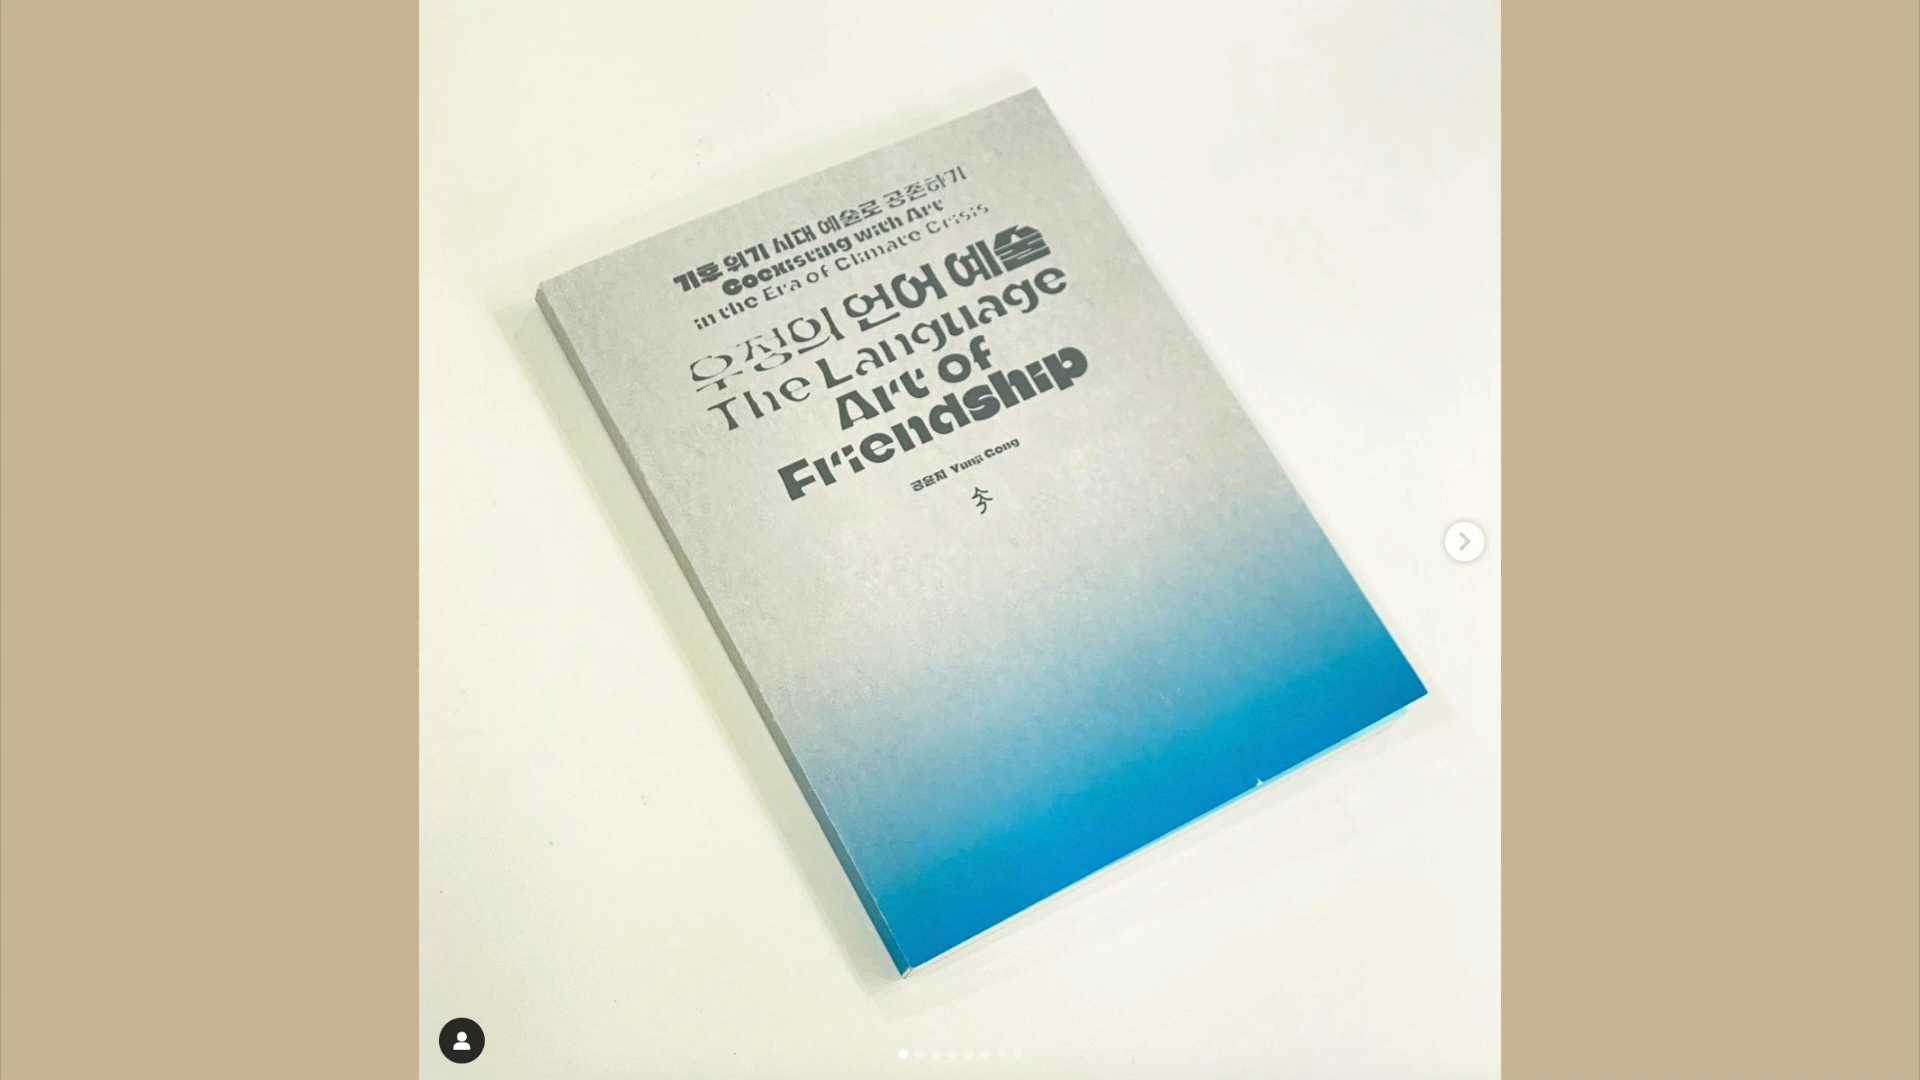 기후 위기 시대 예술로 공존하기
Coexisting with Art
in the Era of Climate Crisis
우정의 언어 예술
The Language
Art of
Friendship
공윤지 Yunji Gong